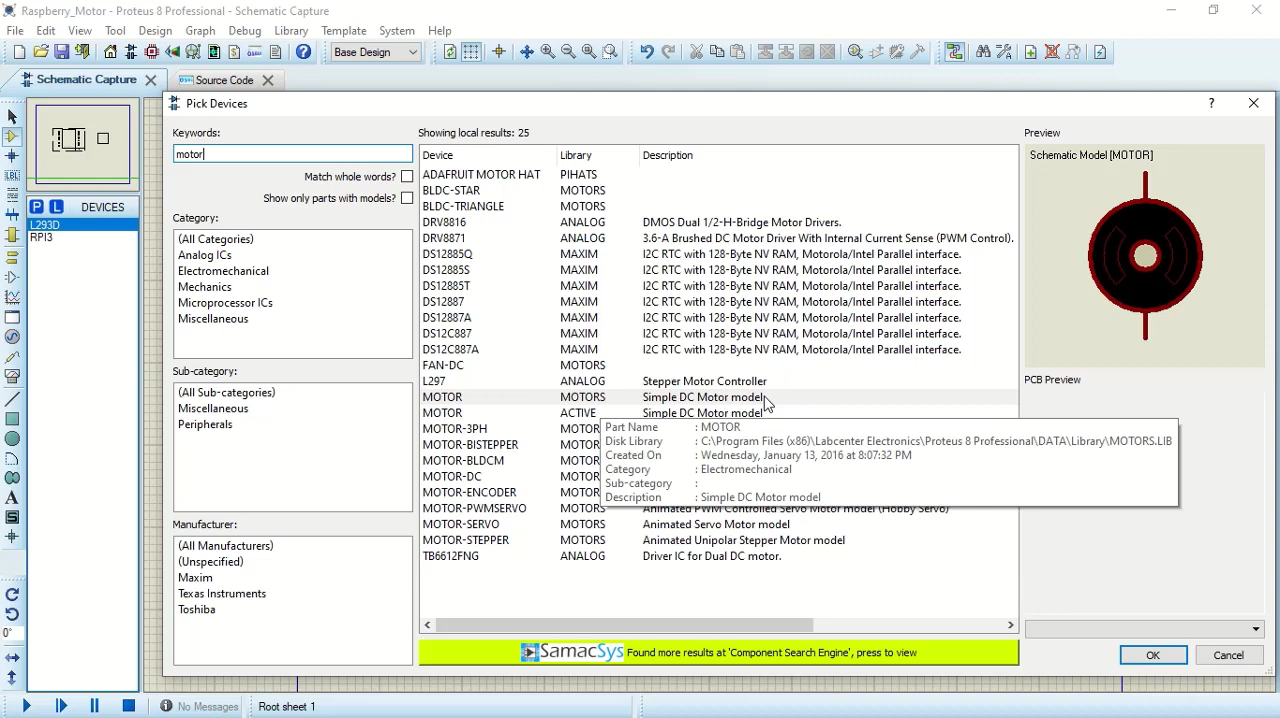 Raspberry_Motor - Proteus 8 Professional - Schematic Capture
File Edit View Tool Design Graph Debug Library Template System Help
Base Design
Schematic Capture
Source Code
Pick Devices
?
Keywords:
motor
Match whole words?
Show only parts with models?
Category:
(All Categories)
Analog ICs
Electromechanical
Mechanics
Microprocessor ICs
Miscellaneous
Sub-category:
(All Sub-categories)
Miscellaneous
Peripherals
Manufacturer:
(All Manufacturers)
(Unspecified)
Maxim
Texas Instruments
Toshiba
P L DEVICES
L293D
RPI3
LBL
A
0°
Showing local results: 25
Device Library Description
ADAFRUIT MOTOR HAT PIHATS
BLDC-STAR MOTORS
BLDC-TRIANGLE MOTORS
DRV8816 ANALOG DMOS Dual 1/2-H-Bridge Motor Drivers.
DRV8871 ANALOG 3.6-A Brushed DC Motor Driver With Internal Current Sense (PWM Control).
DS12885Q MAXIM I2C RTC with 128-Byte NV RAM, Motorola/Intel Parallel interface.
DS12885S MAXIM I2C RTC with 128-Byte NV RAM, Motorola/Intel Parallel interface.
DS12885T MAXIM I2C RTC with 128-Byte NV RAM, Motorola/Intel Parallel interface.
DS12887 MAXIM I2C RTC with 128-Byte NV RAM, Motorola/Intel Parallel interface.
DS12887A MAXIM I2C RTC with 128-Byte NV RAM, Motorola/Intel Parallel interface.
DS12C887 MAXIM I2C RTC with 128-Byte NV RAM, Motorola/Intel Parallel interface.
DS12C887A MAXIM I2C RTC with 128-Byte NV RAM, Motorola/Intel Parallel interface.
FAN-DC MOTORS
L297 ANALOG Stepper Motor Controller
MOTOR MOTORS Simple DC Motor model
MOTOR ACTIVE Simple DC Motor model
MOTOR-3PH MOTOR
MOTOR-BISTEPPER MOTOR
MOTOR-BLDCM MOTOR
MOTOR-DC MOTOR
MOTOR-ENCODER MOTOR
MOTOR-PWMSERVO MOTORS Animated PWM Controlled Servo Motor model (Hobby Servo)
MOTOR-SERVO MOTORS Animated Servo Motor model
MOTOR-STEPPER MOTORS Animated Unipolar Stepper Motor model
TB6612FNG ANALOG Driver IC for Dual DC motor.
Part Name : MOTOR
Disk Library : C:\Program Files (x86)\Labcenter Electronics\Proteus 8 Professional\DATA\Library\MOTORS.LIB
Created On : Wednesday, January 13, 2016 at 8:07:32 PM
Category : Electromechanical
Sub-category :
Description : Simple DC Motor model
SamacSys Found more results at 'Component Search Engine', press to view
Preview
Schematic Model [MOTOR]
PCB Preview
OK Cancel
No Messages Root sheet 1